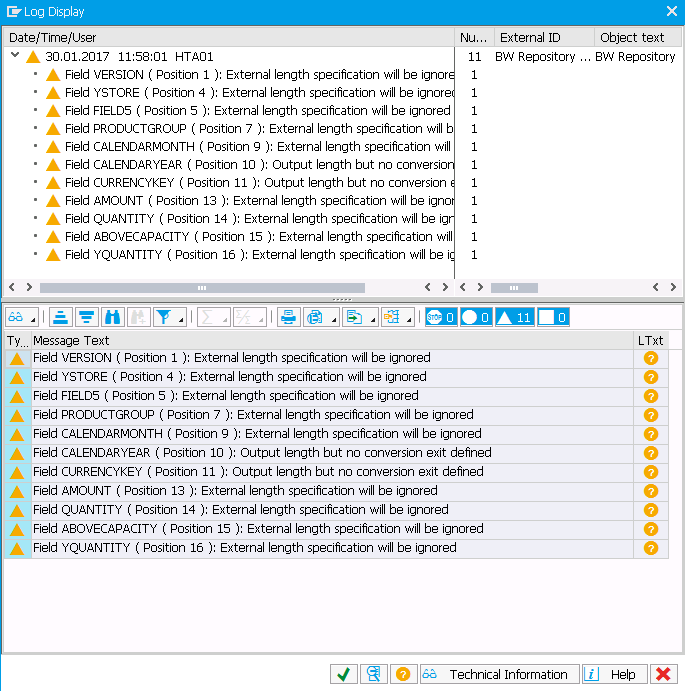 Log Display
Date/Time/User Nu... External ID Object text
30.01.2017 11:58:01 HTA01 11 BW Repository ... BW Repository
Field VERSION ( Position 1 ): External length specification will be ignored 1
Field YSTORE ( Position 4 ): External length specification will be ignored 1
Field FIELD5 ( Position 5 ): External length specification will be ignored 1
Field PRODUCTGROUP ( Position 7 ): External length specification will b 1
Field CALENDARMONTH ( Position 9 ): External length specification will 1
Field CALENDARYEAR ( Position 10 ): Output length but no conversion 1
Field CURRENCYKEY ( Position 11 ): Output length but no conversion e 1
Field AMOUNT ( Position 13 ): External length specification will be igno 1
Field QUANTITY ( Position 14 ): External length specification will be ign 1
Field ABOVECAPACITY ( Position 15 ): External length specification will 1
Field YQUANTITY ( Position 16 ): External length specification will be ig 1
STOP 0 0 11 0
Ty... Message Text LTxt
Field VERSION ( Position 1 ): External length specification will be ignored ?
Field YSTORE ( Position 4 ): External length specification will be ignored ?
Field FIELD5 ( Position 5 ): External length specification will be ignored ?
Field PRODUCTGROUP ( Position 7 ): External length specification will be ignored ?
Field CALENDARMONTH ( Position 9 ): External length specification will be ignored ?
Field CALENDARYEAR ( Position 10 ): Output length but no conversion exit defined ?
Field CURRENCYKEY ( Position 11 ): Output length but no conversion exit defined ?
Field AMOUNT ( Position 13 ): External length specification will be ignored ?
Field QUANTITY ( Position 14 ): External length specification will be ignored ?
Field ABOVECAPACITY ( Position 15 ): External length specification will be ignored ?
Field YQUANTITY ( Position 16 ): External length specification will be ignored ?
? Technical Information i Help